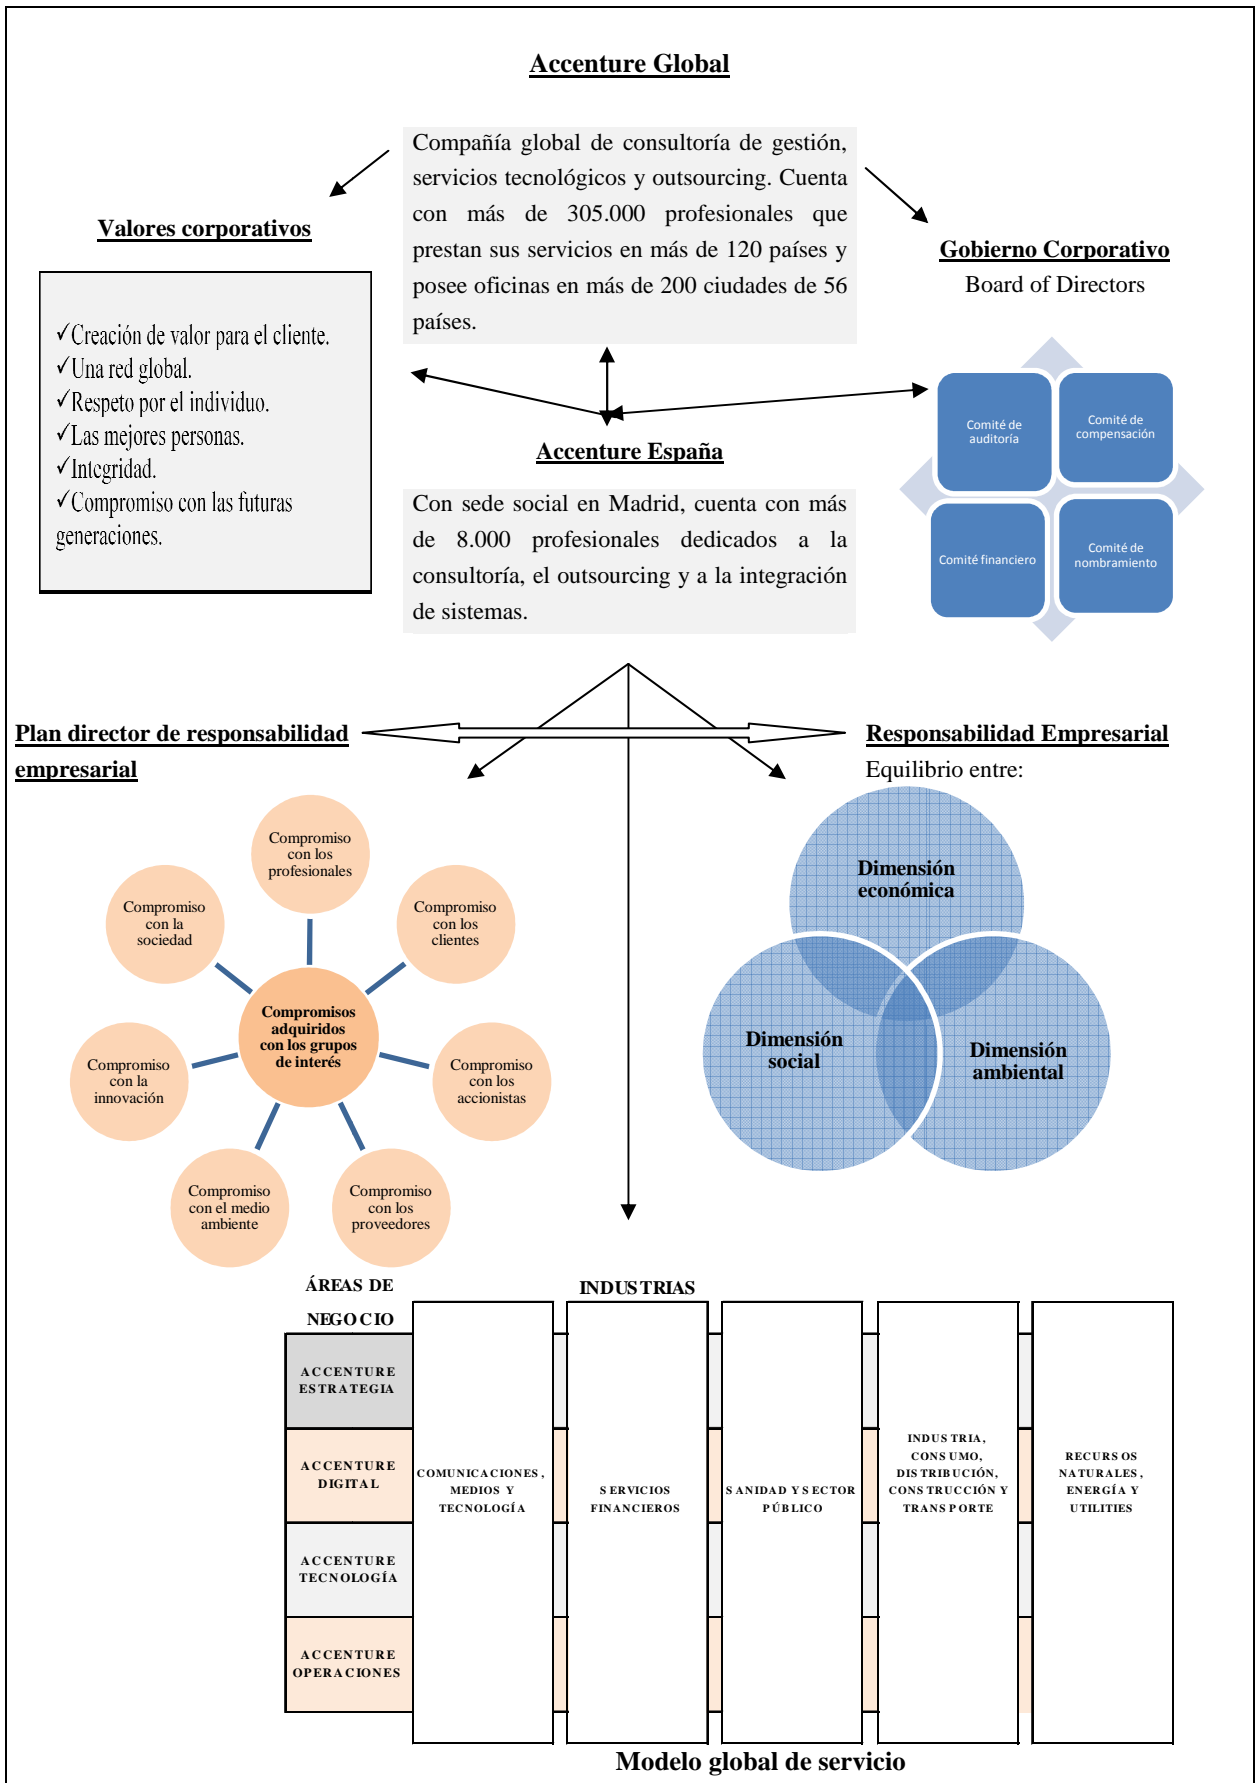 Accenture Global
Compañía global de consultoría de gestión,
servicios tecnológicos y outsourcing. Cuenta
con más de 305.000 profesionales que
prestan sus servicios en más de 120 países y
posee oficinas en más de 200 ciudades de 56
países.
Valores corporativos
✓Creación de valor para el cliente.
✓Una red global.
✓Respeto por el individuo.
✓Las mejores personas.
✓Integridad.
✓Compromiso con las futuras
generaciones.
Gobierno Corporativo
Board of Directors
Comité de
auditoría
Comité de
compensación
Comité financiero
Comité de
nombramiento
Accenture España
Con sede social en Madrid, cuenta con más
de 8.000 profesionales dedicados a la
consultoría, el outsourcing y a la integración
de sistemas.
Plan director de responsabilidad
empresarial
Compromiso
con los
profesionales
Compromiso
con la
sociedad
Compromiso
con los
clientes
Compromisos
adquiridos
con los grupos
de interés
Compromiso
con la
innovación
Compromiso
con los
accionistas
Compromiso
con el medio
ambiente
Compromiso
con los
proveedores
Responsabilidad Empresarial
Equilibrio entre:
Dimensión
económica
Dimensión
social
Dimensión
ambiental
ÁREAS DE
NEGOCIO
INDUSTRIAS
ACCENTURE
ESTRATEGIA
ACCENTURE
DIGITAL
ACCENTURE
TECNOLOGÍA
ACCENTURE
OPERACIONES
COMUNICACIONES,
MEDIOS Y
TECNOLOGÍA
SERVICIOS
FINANCIEROS
SANIDAD Y SECTOR
PÚBLICO
INDUSTRIA,
CONSUMO,
DISTRIBUCIÓN,
CONSTRUCCIÓN Y
TRANSPORTE
RECURSOS
NATURALES,
ENERGÍA Y
UTILITIES
Modelo global de servicio